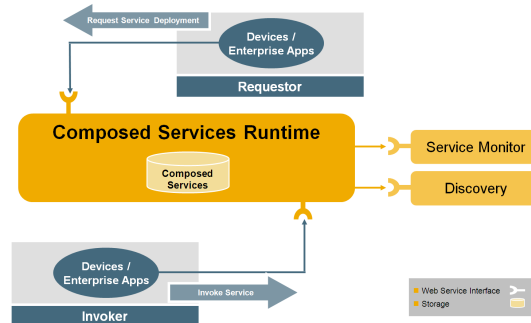 Request Service Deployment
Devices /
Enterprise Apps
Requestor
Composed Services Runtime
Composed
Services
Service Monitor
Discovery
Devices /
Enterprise Apps
Invoke Service
Invoker
Web Service Interface
Storage